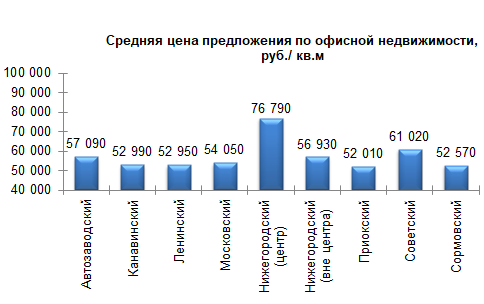 Средняя цена предложения по офисной недвижимости,
руб./ кв.м
100 000
90 000
80 000
70 000
60 000
50 000
40 000
57 090
52 990
52 950
54 050
76 790
56 930
52 010
61 020
52 570
Автозаводский
Канавинский
Ленинский
Московский
Нижегородский
(центр)
Нижегородский
(вне центра)
Приокский
Советский
Сормовский